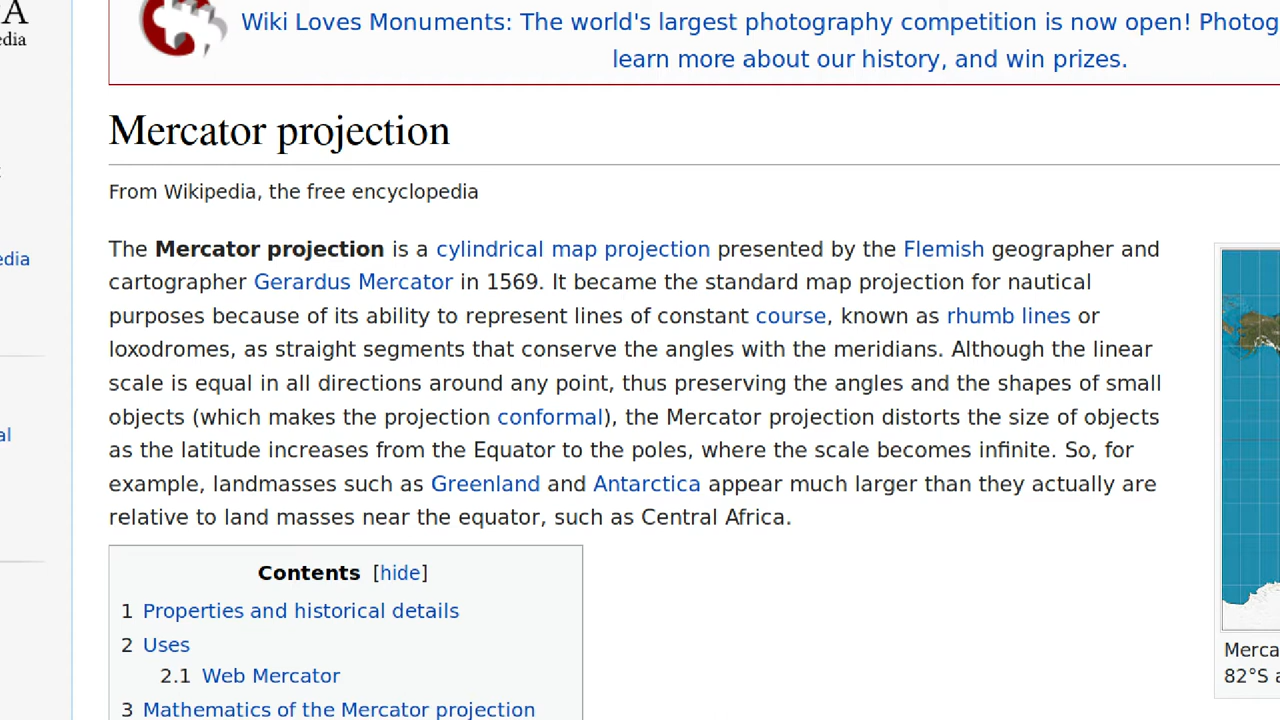 A
edia
Wiki Loves Monuments: The world's largest photography competition is now open! Photog
learn more about our history, and win prizes.
Mercator projection
From Wikipedia, the free encyclopedia
The Mercator projection is a cylindrical map projection presented by the Flemish geographer and
cartographer Gerardus Mercator in 1569. It became the standard map projection for nautical
purposes because of its ability to represent lines of constant course, known as rhumb lines or
edia
loxodromes, as straight segments that conserve the angles with the meridians. Although the linear
scale is equal in all directions around any point, thus preserving the angles and the shapes of small
objects (which makes the projection conformal), the Mercator projection distorts the size of objects
al
as the latitude increases from the Equator to the poles, where the scale becomes infinite. So, for
example, landmasses such as Greenland and Antarctica appear much larger than they actually are
relative to land masses near the equator, such as Central Africa.
Contents [hide]
1 Properties and historical details
2 Uses
2.1 Web Mercator
3 Mathematics of the Mercator projection
Merca
82°S a